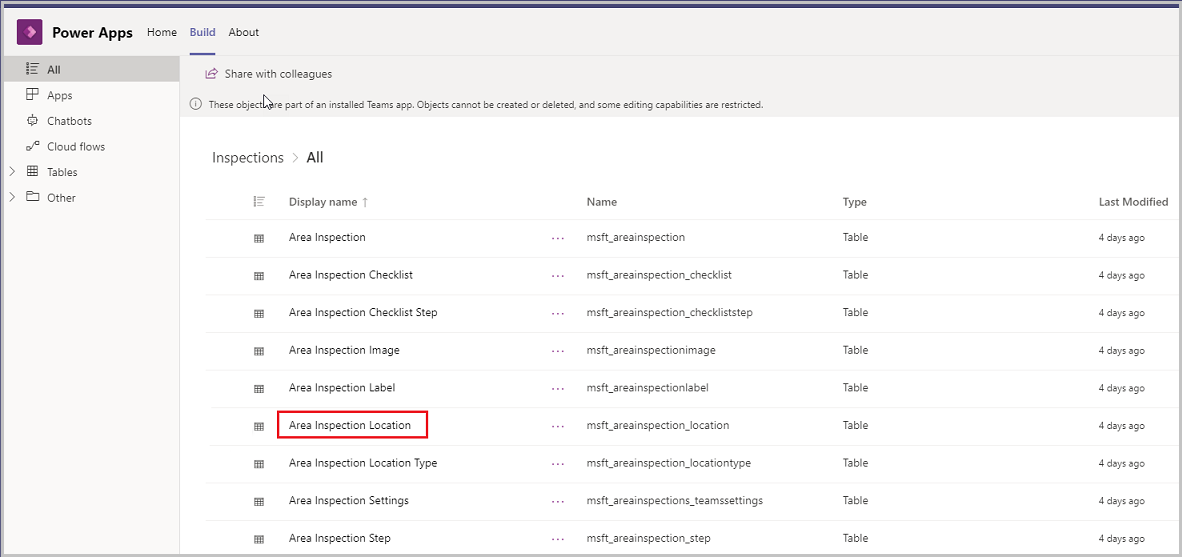 Power Apps Home Build About
All
Apps
Chatbots
Cloud flows
Tables
Other
Share with colleagues
These objects are part of an installed Teams app. Objects cannot be created or deleted, and some editing capabilities are restricted.
Inspections > All
Display name ↑ Name Type Last Modified
Area Inspection ... msft_areainspection Table 4 days ago
Area Inspection Checklist ... msft_areainspection_checklist Table 4 days ago
Area Inspection Checklist Step ... msft_areainspection_checkliststep Table 4 days ago
Area Inspection Image ... msft_areainspectionimage Table 4 days ago
Area Inspection Label ... msft_areainspectionlabel Table 4 days ago
Area Inspection Location ... msft_areainspection_location Table 4 days ago
Area Inspection Location Type ... msft_areainspection_locationtype Table 4 days ago
Area Inspection Settings ... msft_areainspections_teamssettings Table 4 days ago
Area Inspection Step ... msft_areainspection_step Table 4 days ago